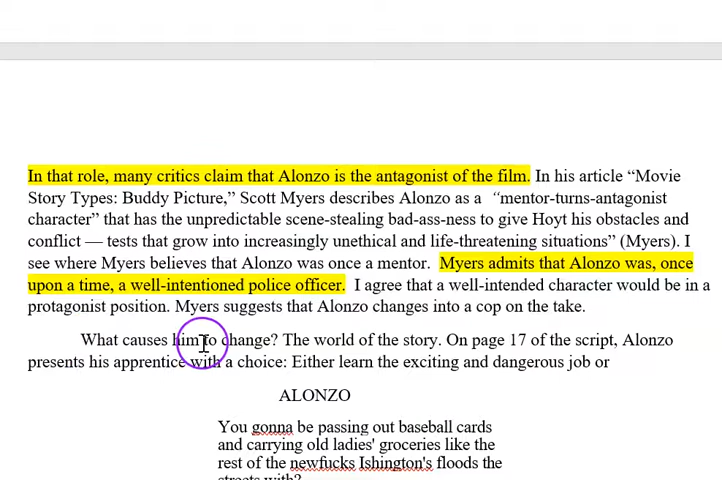 In that role, many critics claim that Alonzo is the antagonist of the film. In his article “Movie
Story Types: Buddy Picture,” Scott Myers describes Alonzo as a “mentor-turns-antagonist
character” that has the unpredictable scene-stealing bad-ass-ness to give Hoyt his obstacles and
conflict — tests that grow into increasingly unethical and life-threatening situations” (Myers). I
see where Myers believes that Alonzo was once a mentor. Myers admits that Alonzo was, once
upon a time, a well-intentioned police officer. I agree that a well-intended character would be in a
protagonist position. Myers suggests that Alonzo changes into a cop on the take.
What causes him to change? The world of the story. On page 17 of the script, Alonzo
presents his apprentice with a choice: Either learn the exciting and dangerous job or
ALONZO
You gonna be passing out baseball cards
and carrying old ladies' groceries like the
rest of the newfucks Ishington's floods the
streets with?